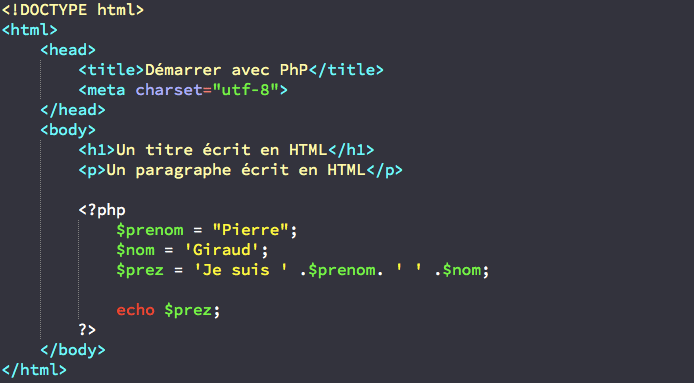 <!DOCTYPE html>
<html>
    <head>
        <title>Démarrer avec PhP</title>
        <meta charset="utf-8">
    </head>
    <body>
        <h1>Un titre écrit en HTML</h1>
        <p>Un paragraphe écrit en HTML</p>

        <?php
            $prenom = "Pierre";
            $nom = 'Giraud';
            $prez = 'Je suis ' .$prenom. ' ' .$nom;

            echo $prez;
        ?>
    </body>
</html>